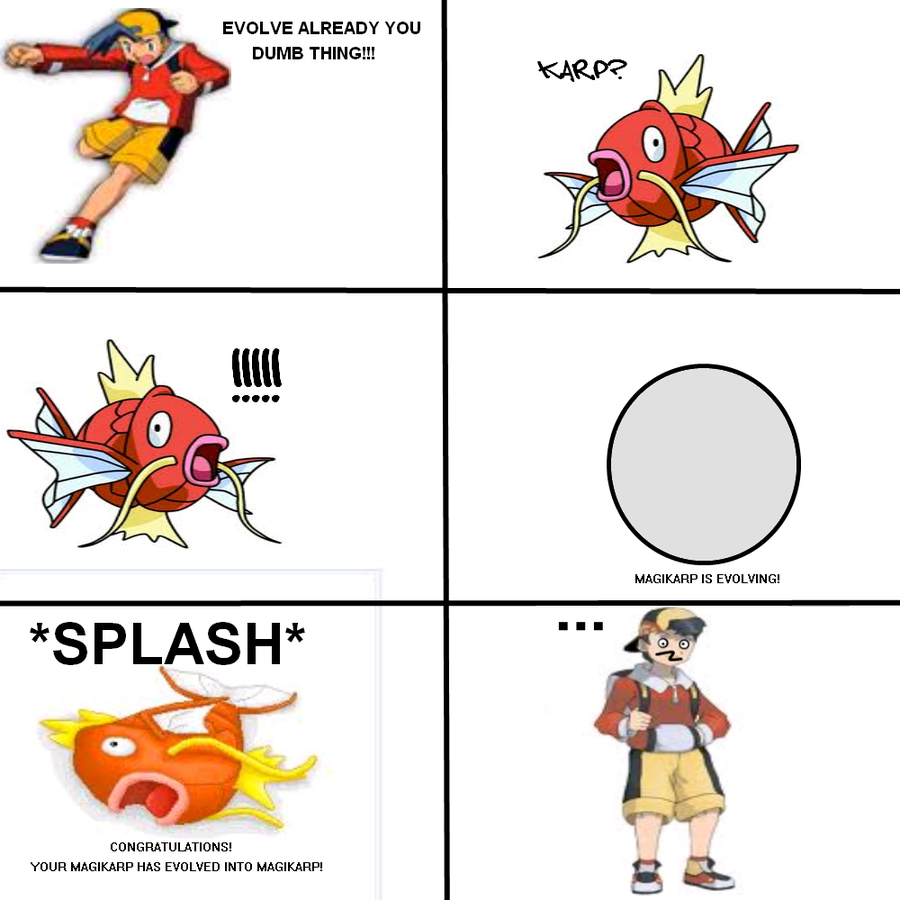 EVOLVE ALREADY YOU
DUMB THING!!!
KARP?
!!!!!
MAGIKARP IS EVOLVING!
*SPLASH*
CONGRATULATIONS!
YOUR MAGIKARP HAS EVOLVED INTO MAGIKARP!
...